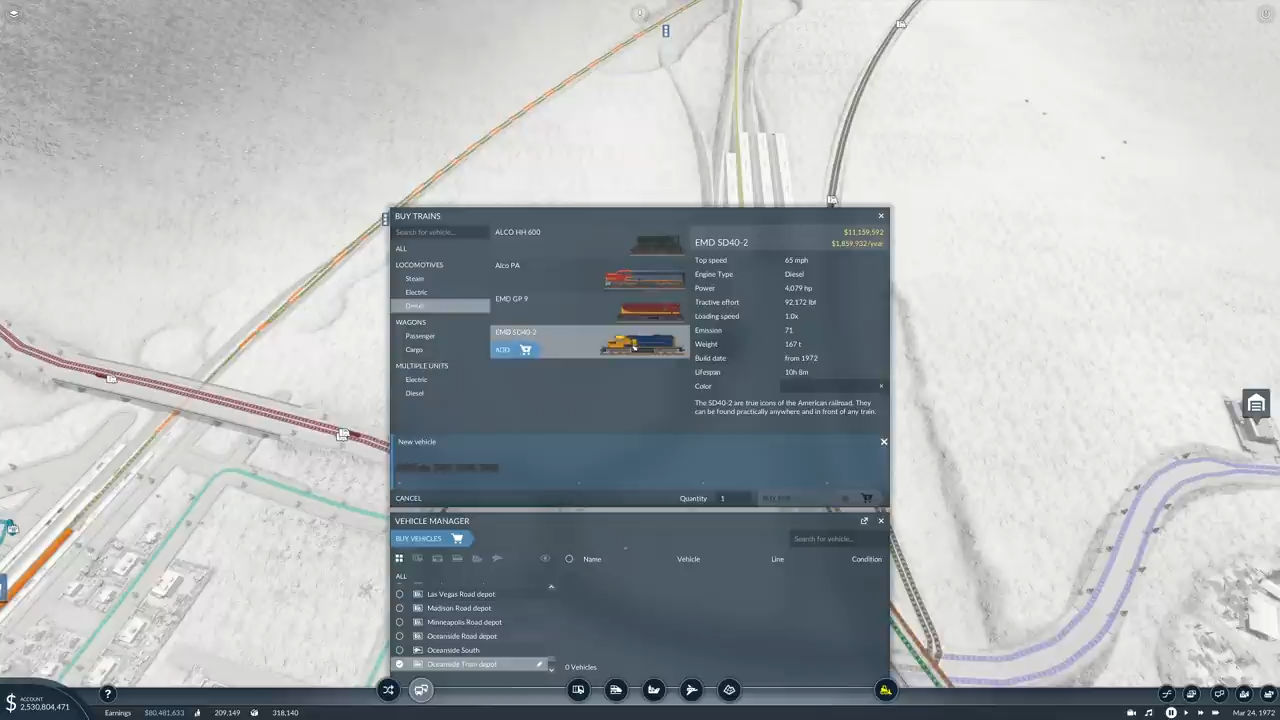 BUY TRAINS
Search for vehicle...
ALL
LOCOMOTIVES
Steam
Electric
Diesel
WAGONS
Passenger
Cargo
MULTIPLE UNITS
Electric
Diesel
ALCO HH 600
Alco PA
EMD GP 9
EMD SD40-2
ADD
EMD SD40-2
$11,159,592
$1,859,932/year
Top speed 65 mph
Engine Type Diesel
Power 4,079 hp
Tractive effort 92,172 lbf
Loading speed 1.0x
Emission 71
Weight 167 t
Build date from 1972
Lifespan 10h 8m
Color
The SD40-2 are true icons of the American railroad. They
can be found practically anywhere and in front of any train.
New vehicle
CANCEL
Quantity 1
VEHICLE MANAGER
BUY VEHICLES
Search for vehicle...
Name Vehicle Line Condition
ALL
Las Vegas Road depot
Madison Road depot
Minneapolis Road depot
Oceanside Road depot
Oceanside South
Oceanside Train depot
0 Vehicles
$ ACCOUNT
2,530,804,471
?
Earnings $80,481,633 209,149 318,140
Mar 24, 1972